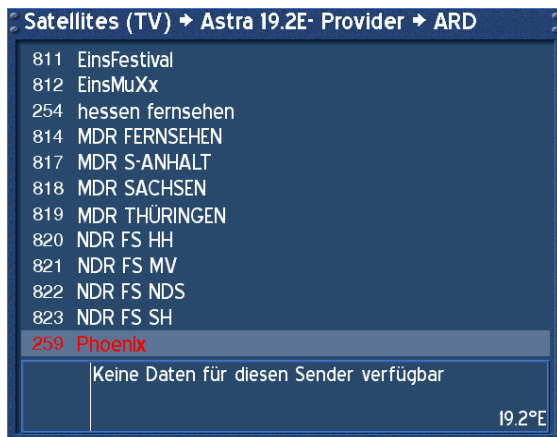 Satellites (TV) → Astra 19.2E- Provider → ARD
811 EinsFestival
812 EinsMuXx
254 hessen fernsehen
814 MDR FERNSEHEN
817 MDR S-ANHALT
818 MDR SACHSEN
819 MDR THÜRINGEN
820 NDR FS HH
821 NDR FS MV
822 NDR FS NDS
823 NDR FS SH
259 Phoenix
Keine Daten für diesen Sender verfügbar
19.2°E